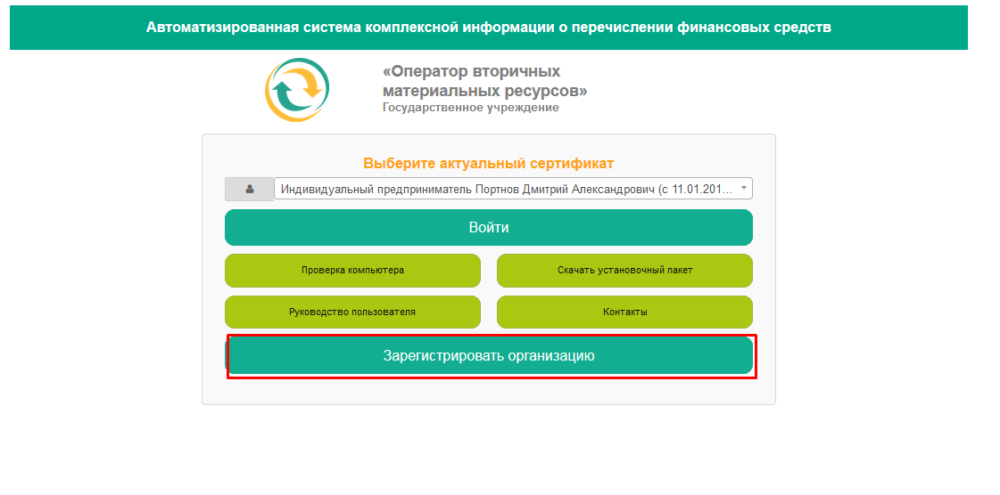 Автоматизированная система комплексной информации о перечислении финансовых средств
«Оператор вторичных
материальных ресурсов»
Государственное учреждение
Выберите актуальный сертификат
Индивидуальный предприниматель Портнов Дмитрий Александрович (с 11.01.201...
Войти
Проверка компьютера
Скачать установочный пакет
Руководство пользователя
Контакты
Зарегистрировать организацию